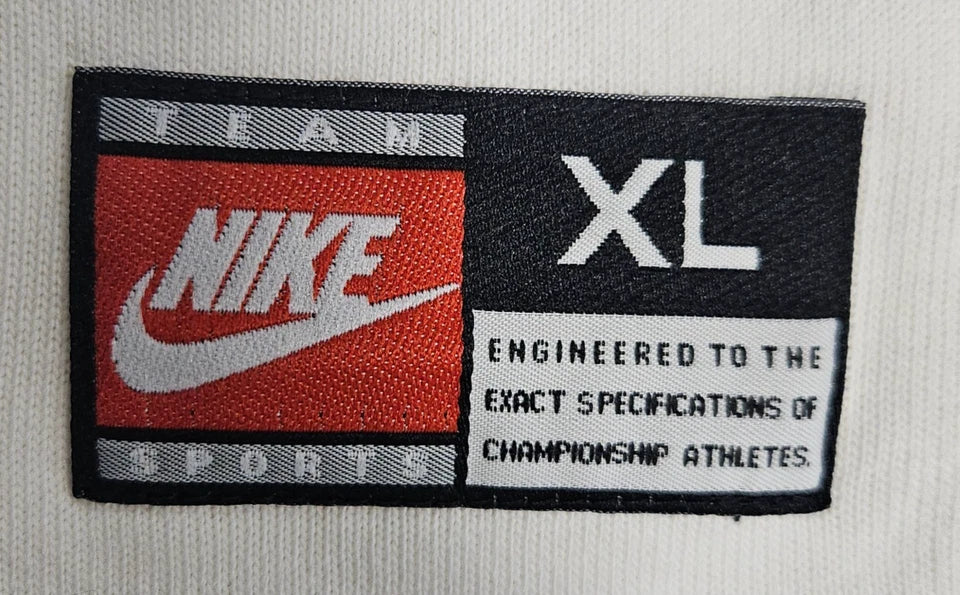 TEAM
NIKE
SPORTS
XL
ENGINEERED TO THE
EXACT SPECIFICATIONS OF
CHAMPIONSHIP ATHLETES.